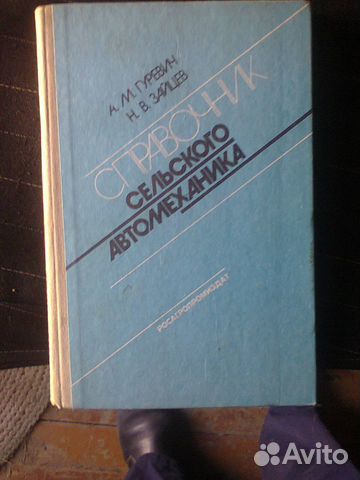 А. М. ГУРЕВИЧ
Н. В. ЗАЙЦЕВ
СПРАВОЧНИК
СЕЛЬСКОГО
АВТОМЕХАНИКА
РОСАГРОПРОМИЗДАТ
Avito